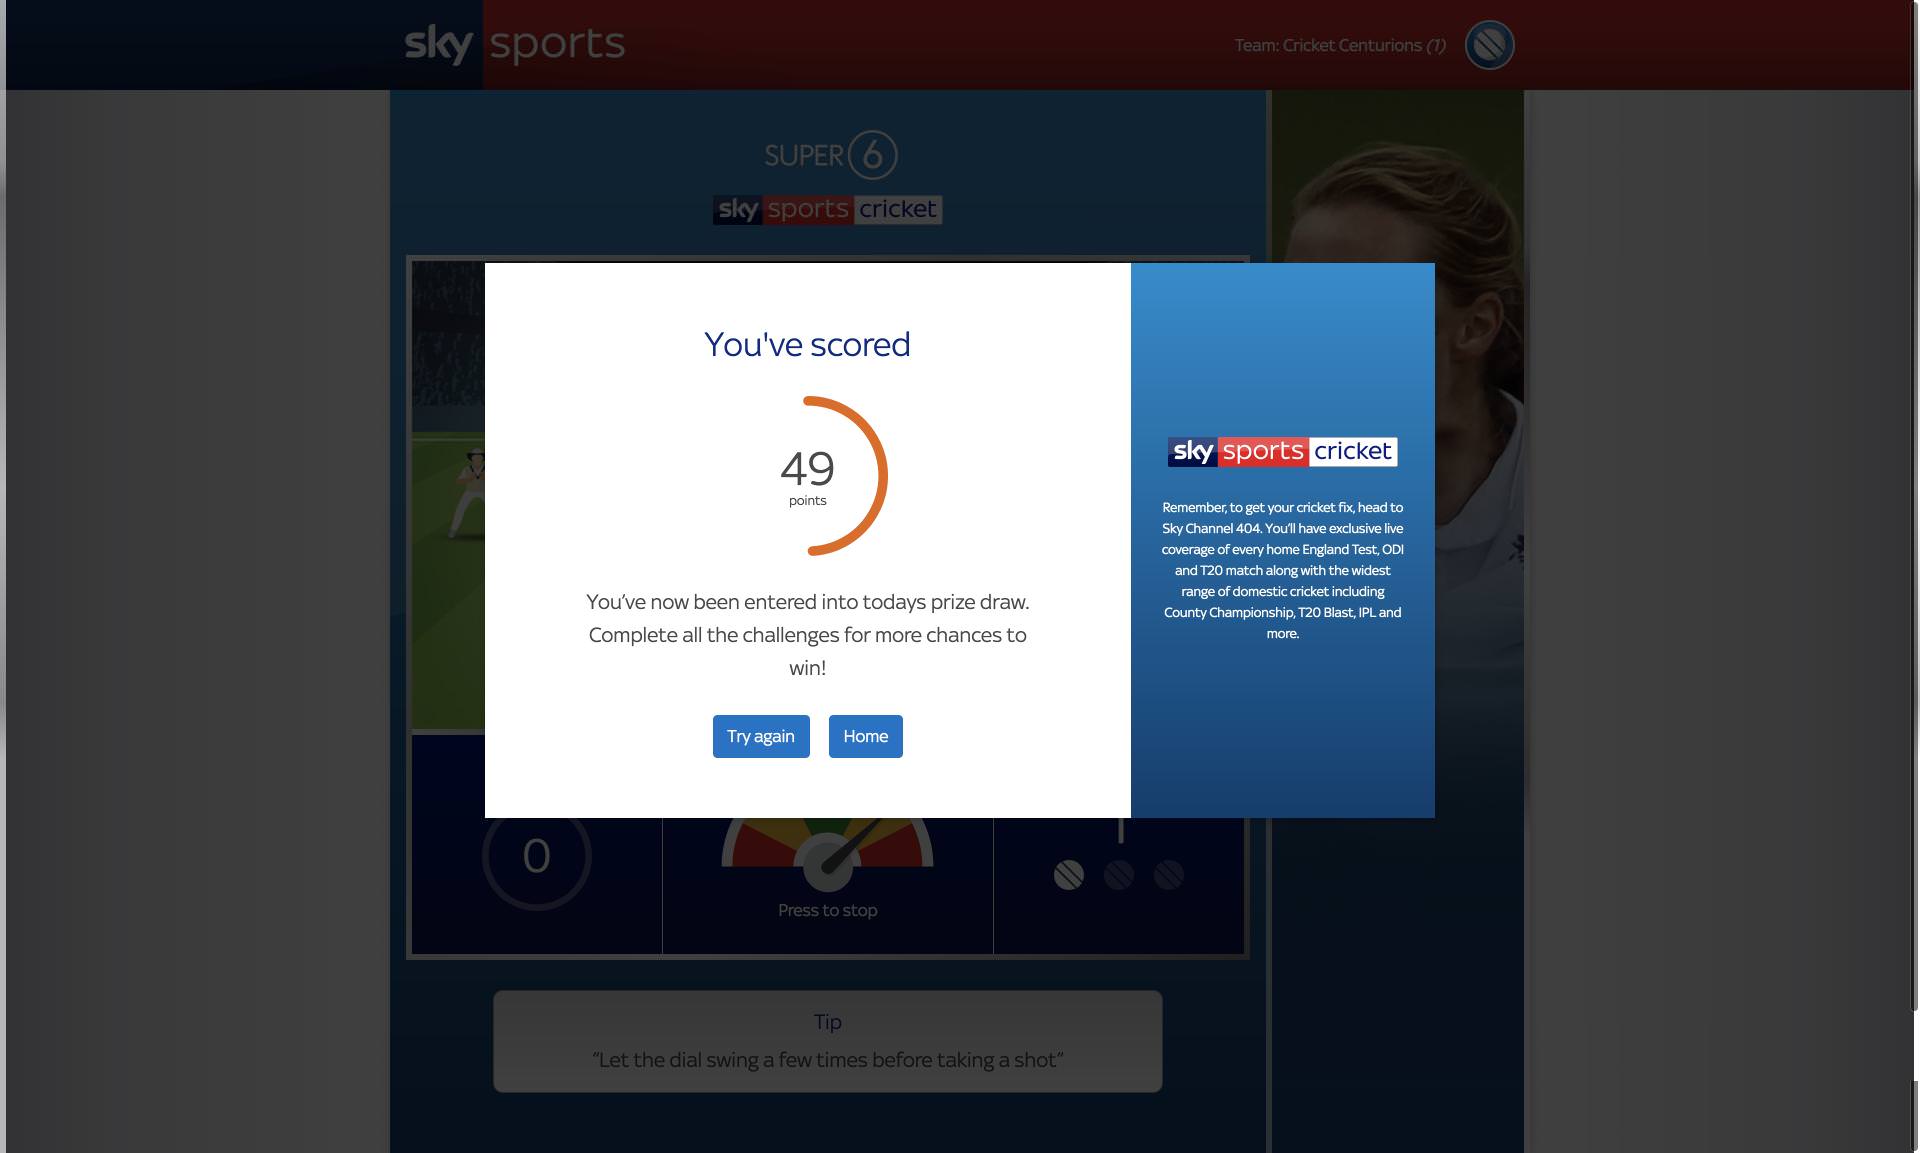 sky sports
Team: Cricket Centurions (1)
SUPER 6
sky sports cricket
You've scored
49
points
You’ve now been entered into todays prize draw.
Complete all the challenges for more chances to
win!
Try again
Home
sky sports cricket
Remember, to get your cricket fix, head to
Sky Channel 404. You’ll have exclusive live
coverage of every home England Test, ODI
and T20 match along with the widest
range of domestic cricket including
County Championship, T20 Blast, IPL and
more.
0
Press to stop
Tip
“Let the dial swing a few times before taking a shot”